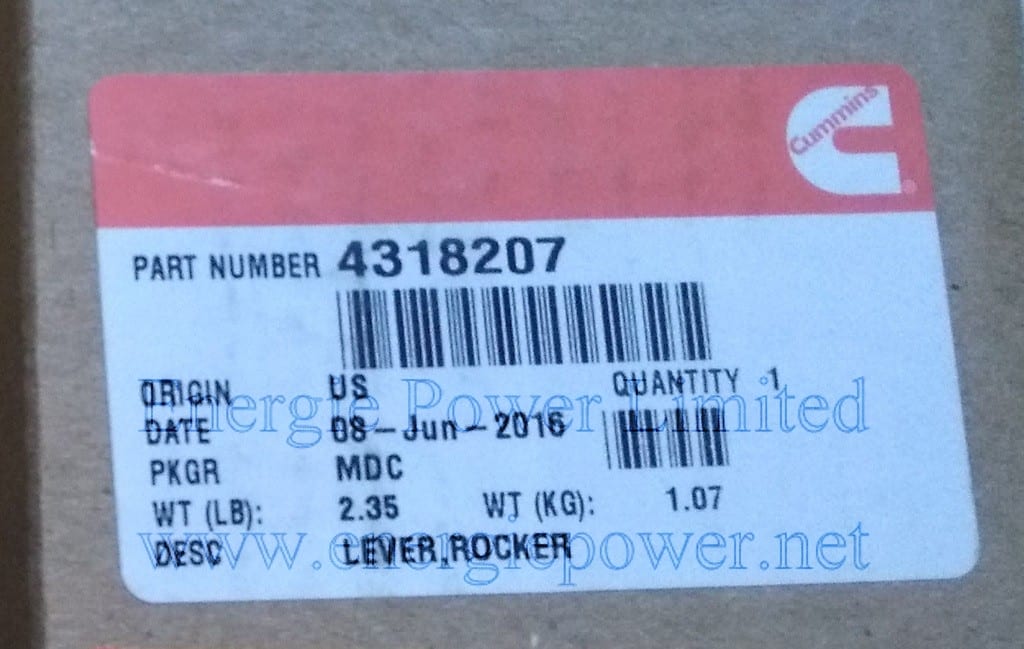 Cummins
PART NUMBER 4318207
ORIGIN US QUANTITY 1
Energie Power Limited
DATE 08-Jun-2016
PKGR MDC
WT (LB): 2.35 WT (KG): 1.07
www.energiepower.net
DESC LEVER,ROCKER